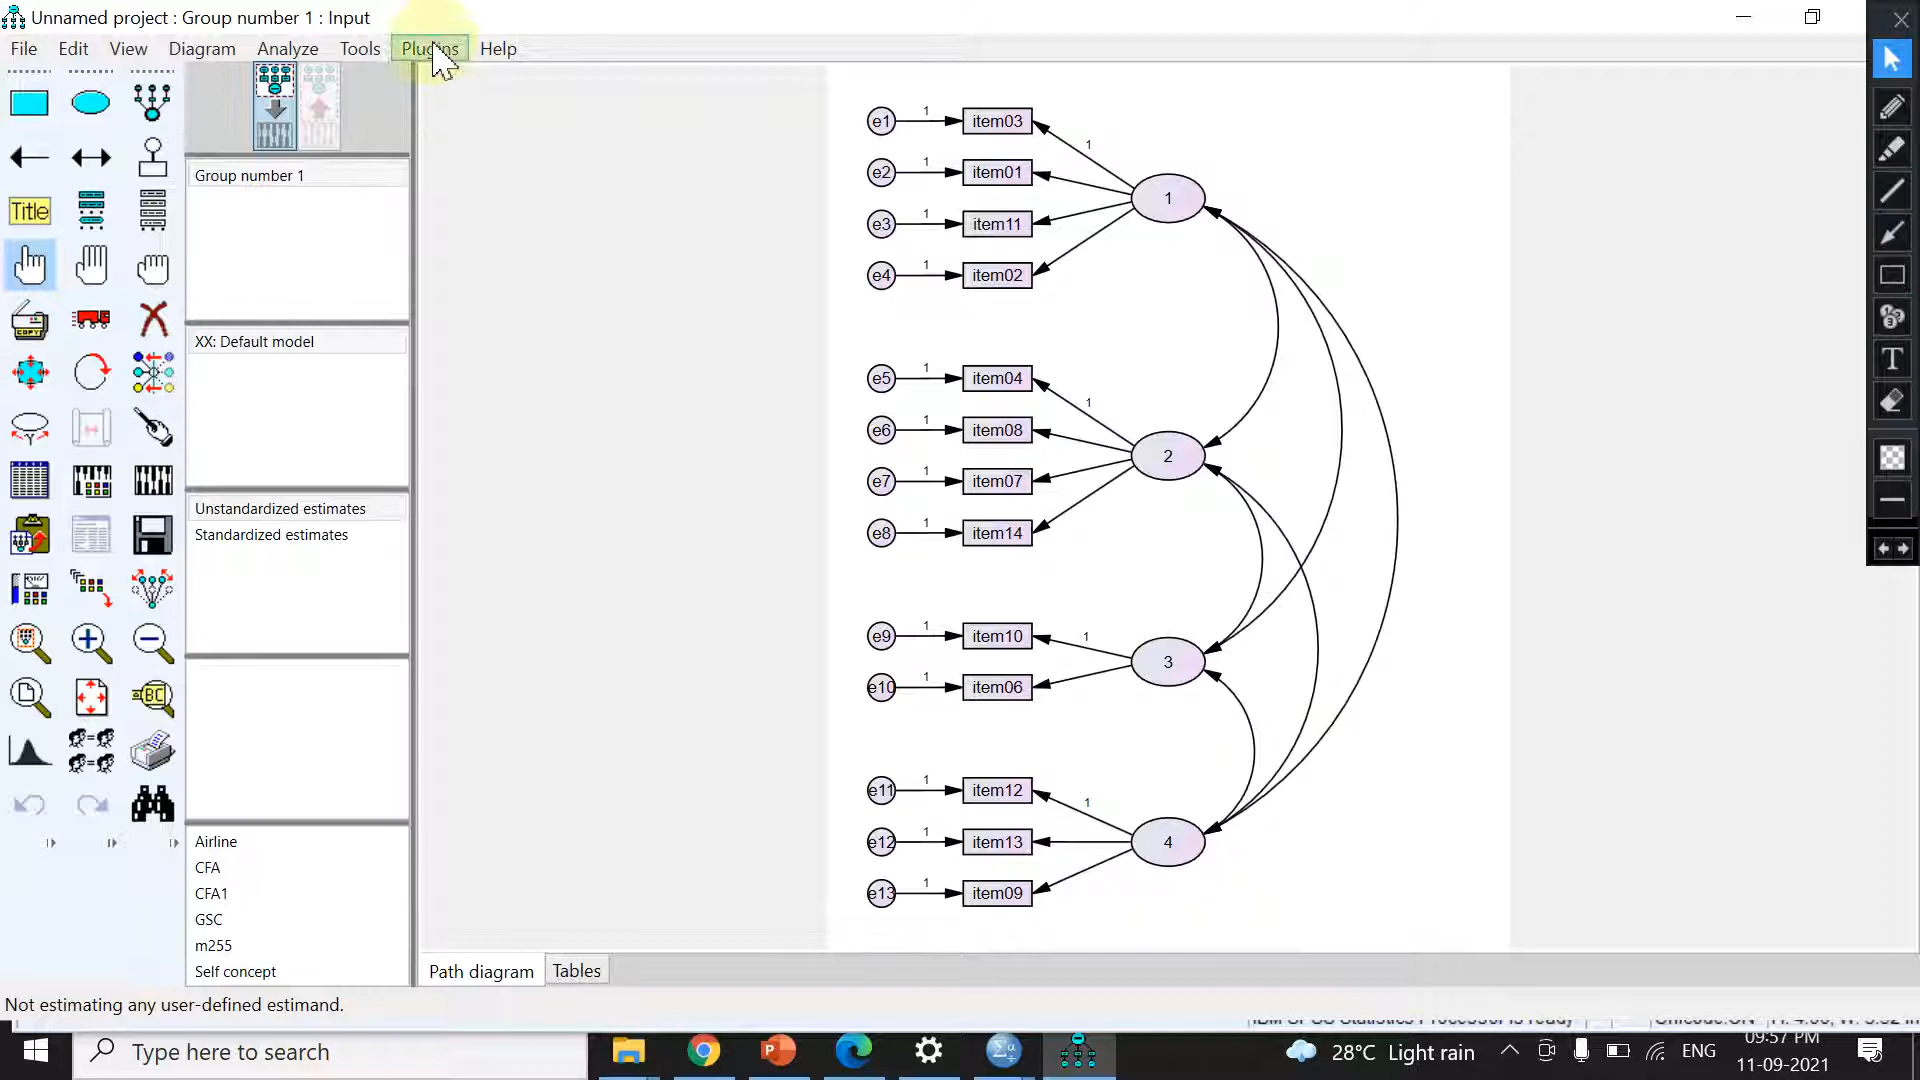 Unnamed project : Group number 1 : Input
File Edit View Diagram Analyze Tools Plugins Help
Title
COPY
Group number 1
XX: Default model
Unstandardized estimates
Standardized estimates
Airline
CFA
CFA1
GSC
m255
Self concept
e1 1 item03 1
e2 1 item01
e3 1 item11
e4 1 item02
1
e5 1 item04 1
e6 1 item08
e7 1 item07
e8 1 item14
2
e9 1 item10 1
e10 1 item06
3
e11 1 item12 1
e12 1 item13
e13 1 item09
4
Path diagram Tables
Not estimating any user-defined estimand.
Type here to search
28°C Light rain
ENG
09:57 PM
11-09-2021